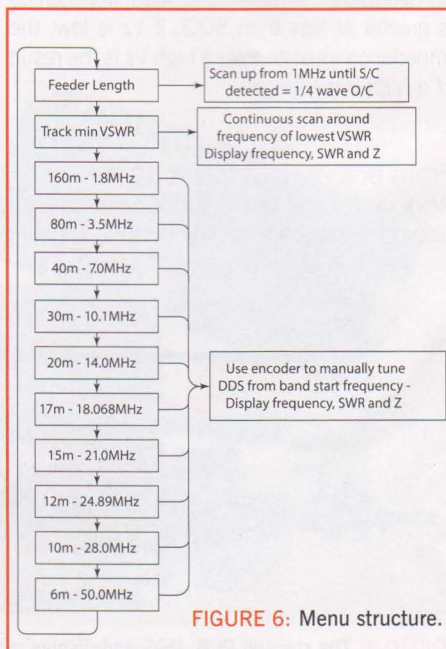 Feeder Length
Scan up from 1MHz until S/C
detected = 1/4 wave O/C
Track min VSWR
Continuous scan around
frequency of lowest VSWR
Display frequency, SWR and Z
160m - 1.8MHz
80m - 3.5MHz
40m - 7.0MHz
30m - 10.1MHz
20m - 14.0MHz
17m - 18.068MHz
15m - 21.0MHz
12m - 24.89MHz
10m - 28.0MHz
6m - 50.0MHz
Use encoder to manually tune
DDS from band start frequency -
Display frequency, SWR and Z
FIGURE 6: Menu structure.